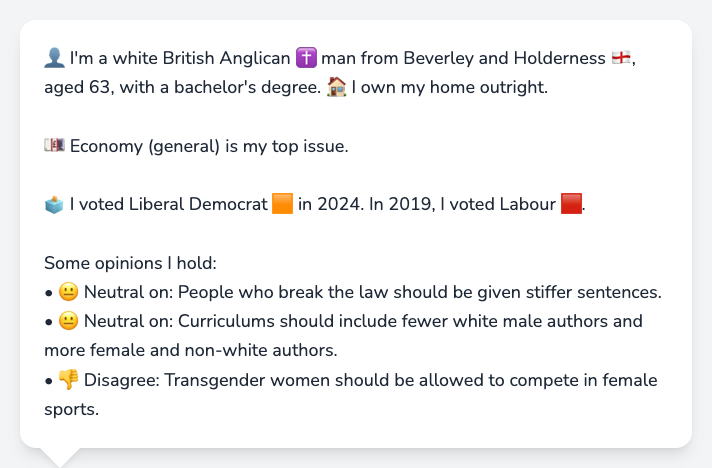 👤 I'm a white British Anglican ✝️ man from Beverley and Holderness 🏴󠁧󠁢󠁥󠁮󠁧󠁿,
aged 63, with a bachelor's degree. 🏠 I own my home outright.
💷 Economy (general) is my top issue.
🗳️ I voted Liberal Democrat 🟧 in 2024. In 2019, I voted Labour 🟥.
Some opinions I hold:
• 😐 Neutral on: People who break the law should be given stiffer sentences.
• 😐 Neutral on: Curriculums should include fewer white male authors and
more female and non-white authors.
• 👎 Disagree: Transgender women should be allowed to compete in female
sports.